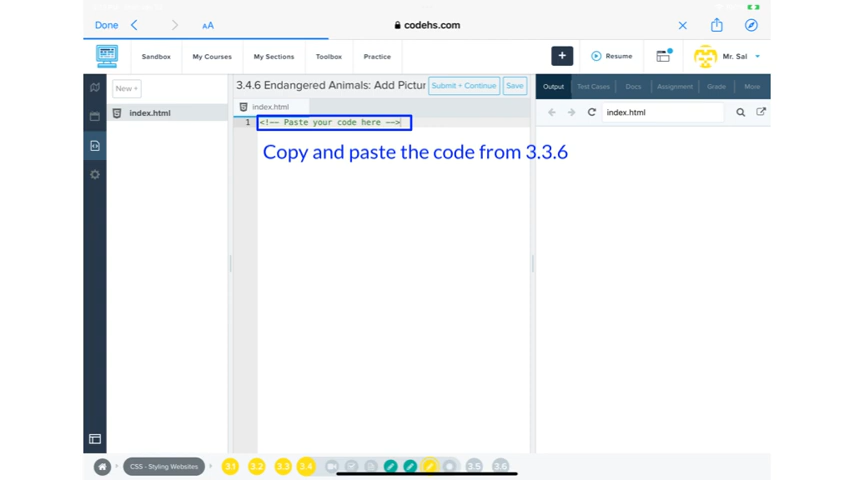 Done
AA
codehs.com
Sandbox
My Courses
My Sections
Toolbox
Practice
Resume
Mr. Sal
New +
index.html
3.4.6 Endangered Animals: Add Pictur
Submit + Continue
Save
index.html
1
<!-- Paste your code here -->
Copy and paste the code from 3.3.6
Output
Test Cases
Docs
Assignment
Grade
More
index.html
CSS - Styling Websites
3.1
3.2
3.3
3.4
3.5
3.6